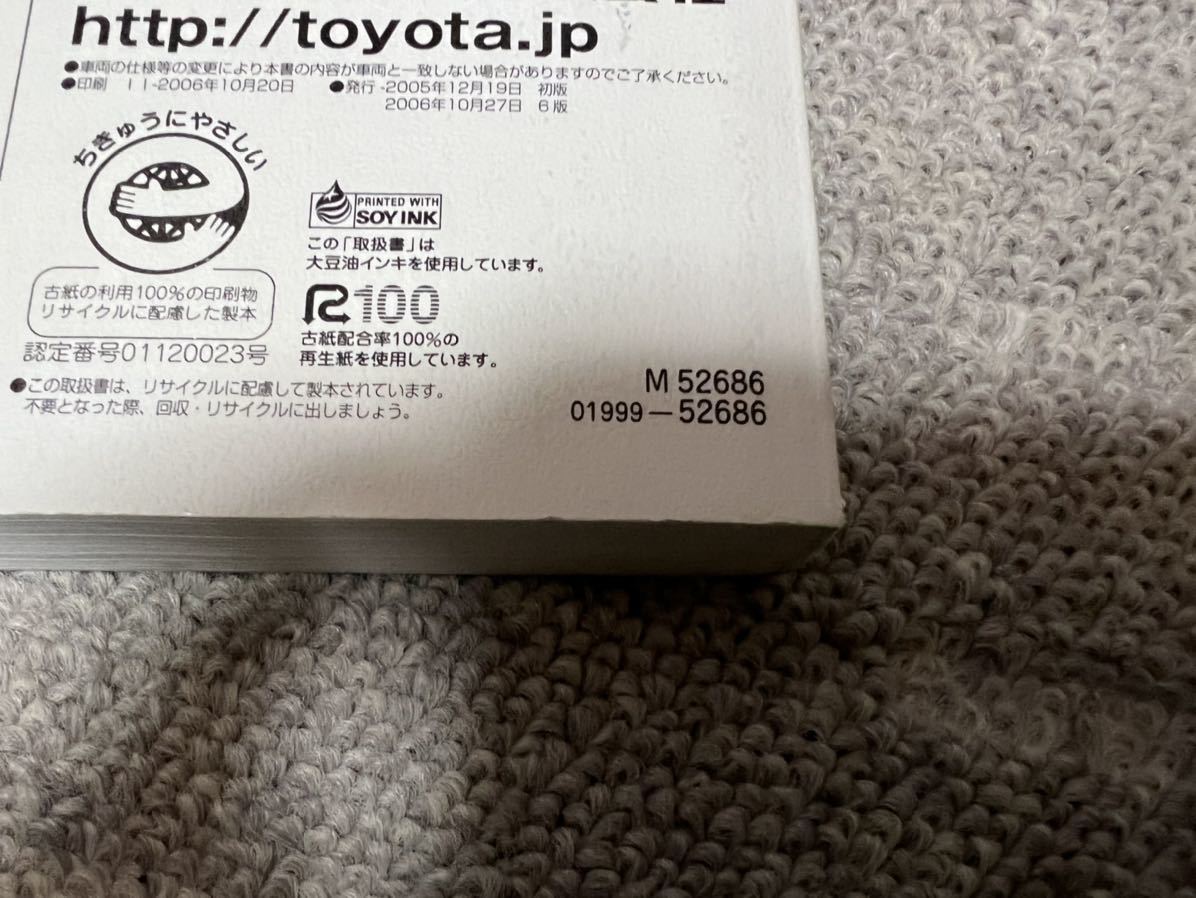 http://toyota.jp
●車両の仕様等の変更により本書の内容が車両と一致しない場合がありますのでご了承ください。
●印刷 II-2006年10月20日 ●発行-2005年12月19日 初版
2006年10月27日 6版
ちきゅうにやさしい
PRINTED WITH
SOY INK
この「取扱書」は
大豆油インキを使用しています。
古紙の利用100%の印刷物
リサイクルに配慮した製本
認定番号01120023号
R100
古紙配合率100%の
再生紙を使用しています。
●この取扱書は、リサイクルに配慮して製本されています。
不要となった際、回収・リサイクルに出しましょう。
M 52686
01999-52686